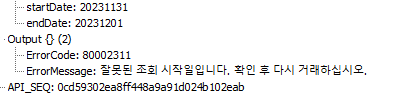 startDate: 20231131
endDate: 20231201
Output {} (2)
ErrorCode: 80002311
ErrorMessage: 잘못된 조회 시작일입니다. 확인 후 다시 거래하십시오.
API_SEQ: 0cd59302ea8ff448a9a91d024b102eab